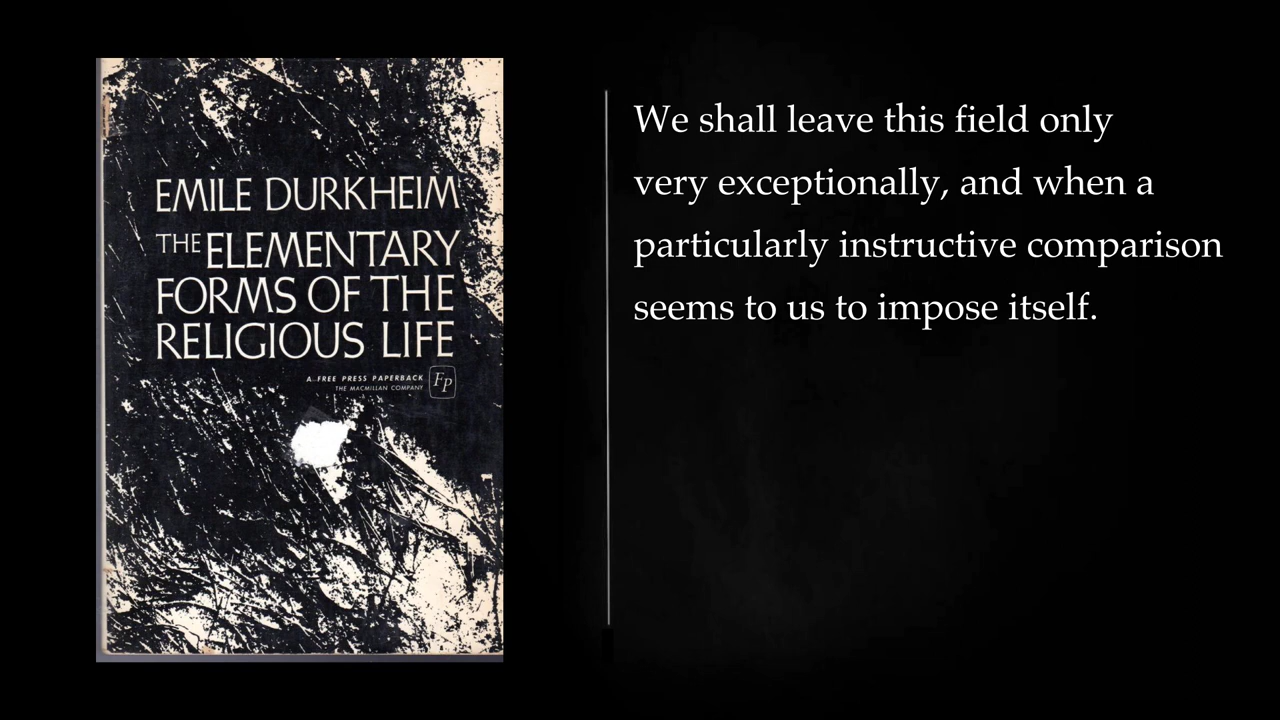 EMILE DURKHEIM
THE ELEMENTARY
FORMS OF THE
RELIGIOUS LIFE
A FREE PRESS PAPERBACK
THE MACMILLAN COMPANY
FP
We shall leave this field only
very exceptionally, and when a
particularly instructive comparison
seems to us to impose itself.